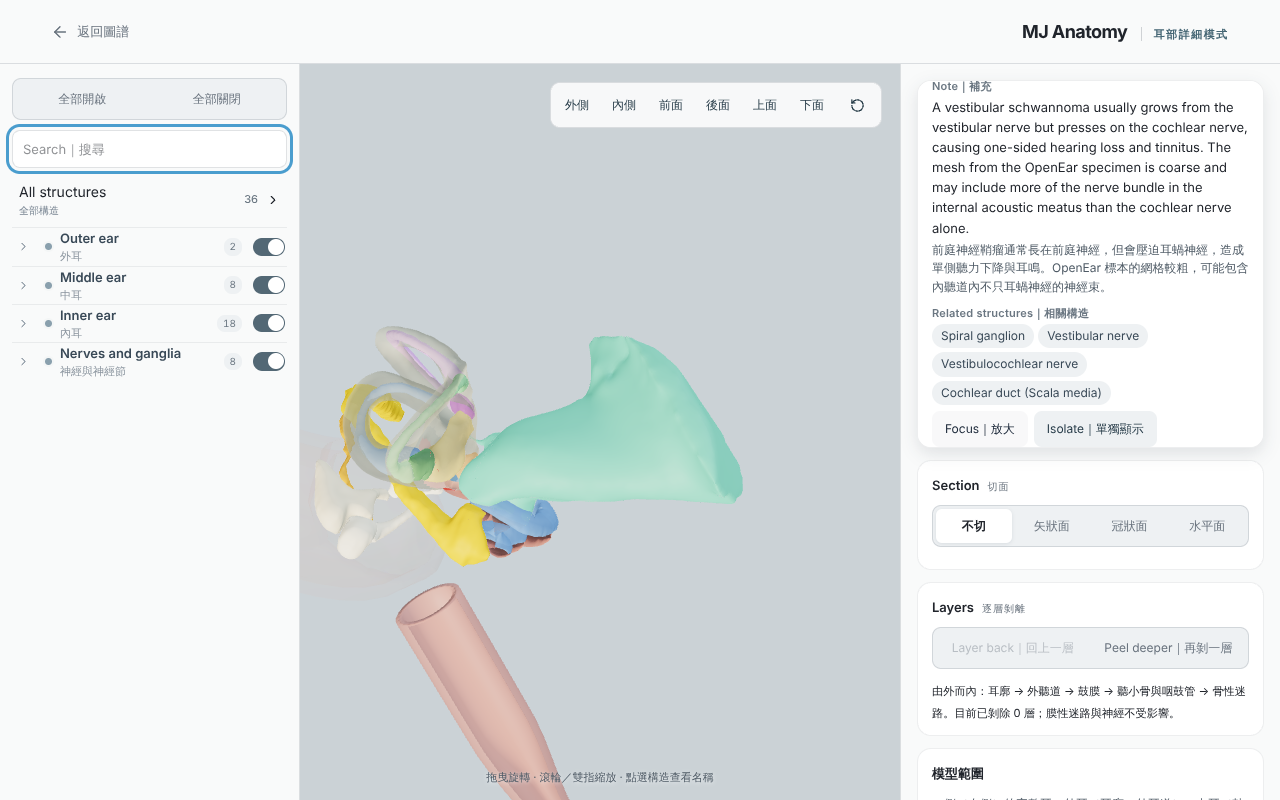 返回圖譜
MJ Anatomy
耳部詳細模式
全部開啟
全部關閉
Search｜搜尋
All structures
全部構造
36
Outer ear
外耳
2
Middle ear
中耳
8
Inner ear
內耳
18
Nerves and ganglia
神經與神經節
8
外側
內側
前面
後面
上面
下面
拖曳旋轉 · 滾輪／雙指縮放 · 點選構造查看名稱
Note｜補充
A vestibular schwannoma usually grows from the
vestibular nerve but presses on the cochlear nerve,
causing one-sided hearing loss and tinnitus. The
mesh from the OpenEar specimen is coarse and
may include more of the nerve bundle in the
internal acoustic meatus than the cochlear nerve
alone.
前庭神經鞘瘤通常長在前庭神經，但會壓迫耳蝸神經，造成
單側聽力下降與耳鳴。OpenEar 標本的網格較粗，可能包含
內聽道內不只耳蝸神經的神經束。
Related structures｜相關構造
Spiral ganglion
Vestibular nerve
Vestibulocochlear nerve
Cochlear duct (Scala media)
Focus｜放大
Isolate｜單獨顯示
Section 切面
不切
矢狀面
冠狀面
水平面
Layers 逐層剝離
Layer back｜回上一層
Peel deeper｜再剝一層
由外而內：耳廓 → 外聽道 → 鼓膜 → 聽小骨與咽鼓管 → 骨性迷
路。目前已剝除 0 層；膜性迷路與神經不受影響。
模型範圍